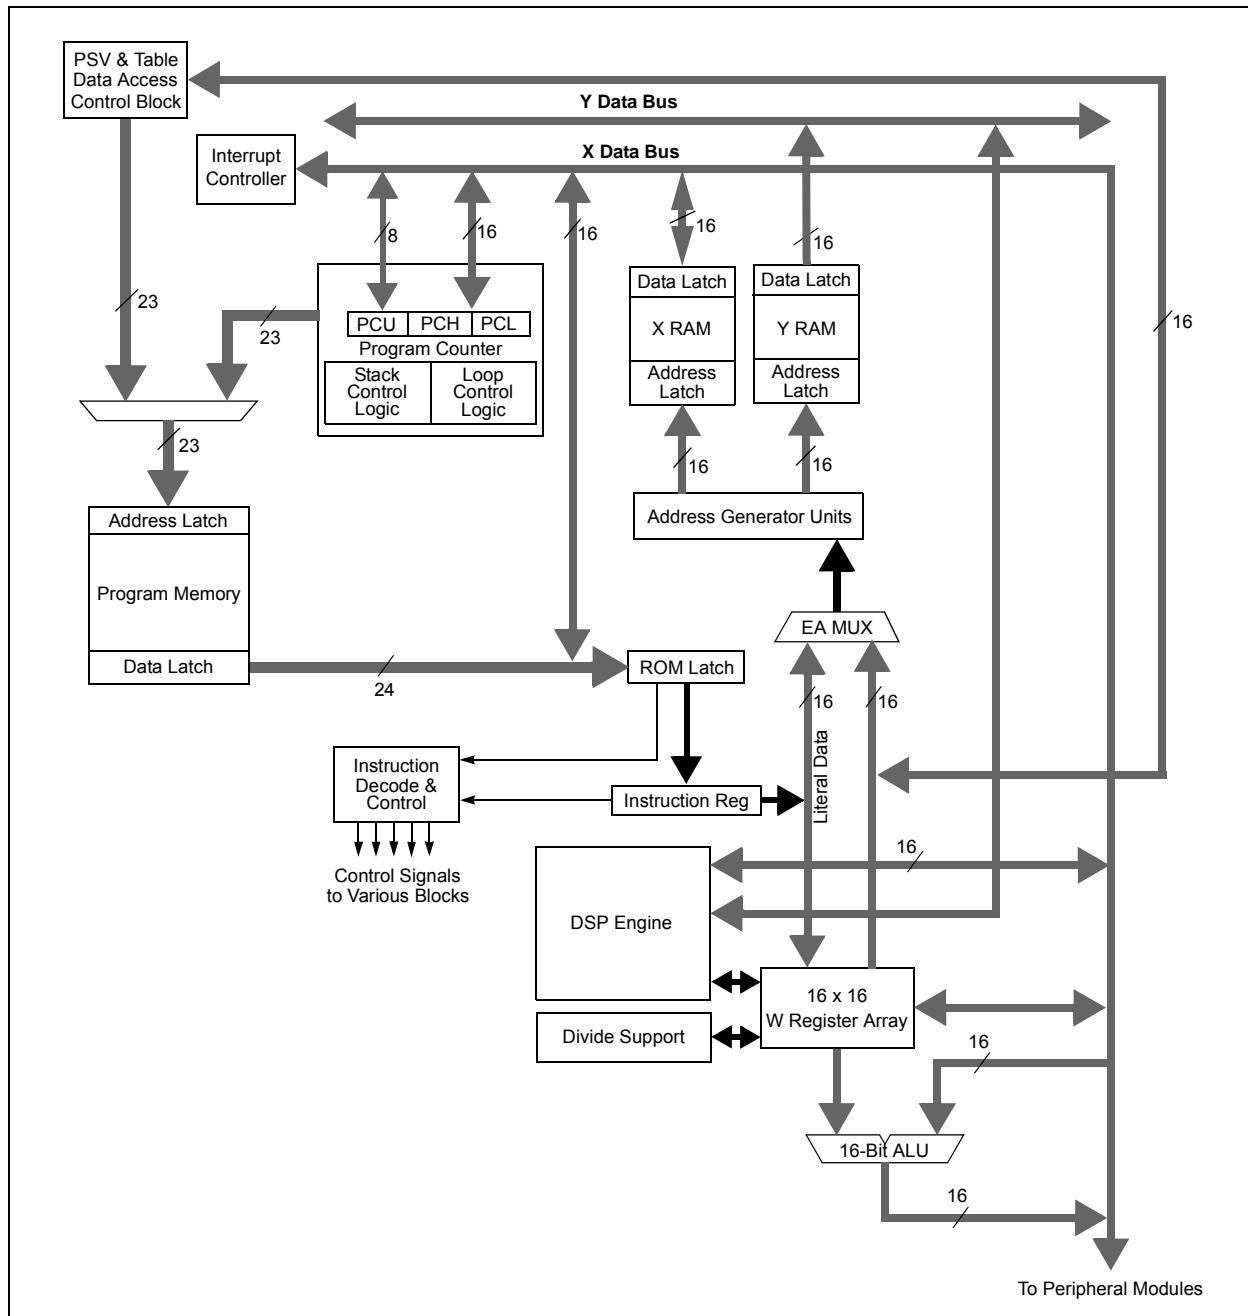 PSV & Table
Data Access
Control Block
Y Data Bus
Interrupt
Controller
X Data Bus
8
16
16
16
16
Data Latch
X RAM
Address
Latch
Data Latch
Y RAM
Address
Latch
23
23
16
PCU
PCH
PCL
Program Counter
Stack
Control
Logic
Loop
Control
Logic
23
16
16
Address Latch
Program Memory
Data Latch
Address Generator Units
EA MUX
24
ROM Latch
16
16
Literal Data
Instruction
Decode &
Control
Instruction Reg
Control Signals
to Various Blocks
16
DSP Engine
16 x 16
W Register Array
Divide Support
16
16-Bit ALU
16
To Peripheral Modules